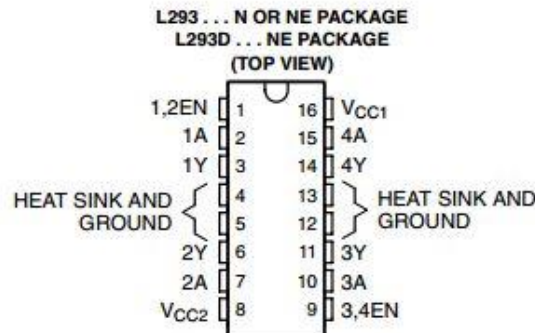 L293 . . . N OR NE PACKAGE
L293D . . . NE PACKAGE
(TOP VIEW)
1,2EN 1 16 VCC1
1A 2 15 4A
1Y 3 14 4Y
HEAT SINK AND GROUND 4 13 HEAT SINK AND GROUND
5 12
2Y 6 11 3Y
2A 7 10 3A
VCC2 8 9 3,4EN